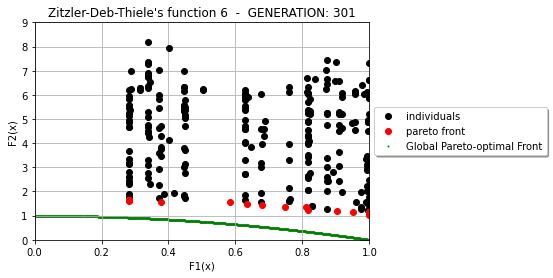 Zitzler-Deb-Thiele's function 6 - GENERATION: 301
9
8
7
6
5
4
3
2
1
0
F2(x)
0.0 0.2 0.4 0.6 0.8 1.0
F1(x)
individuals
pareto front
Global Pareto-optimal Front